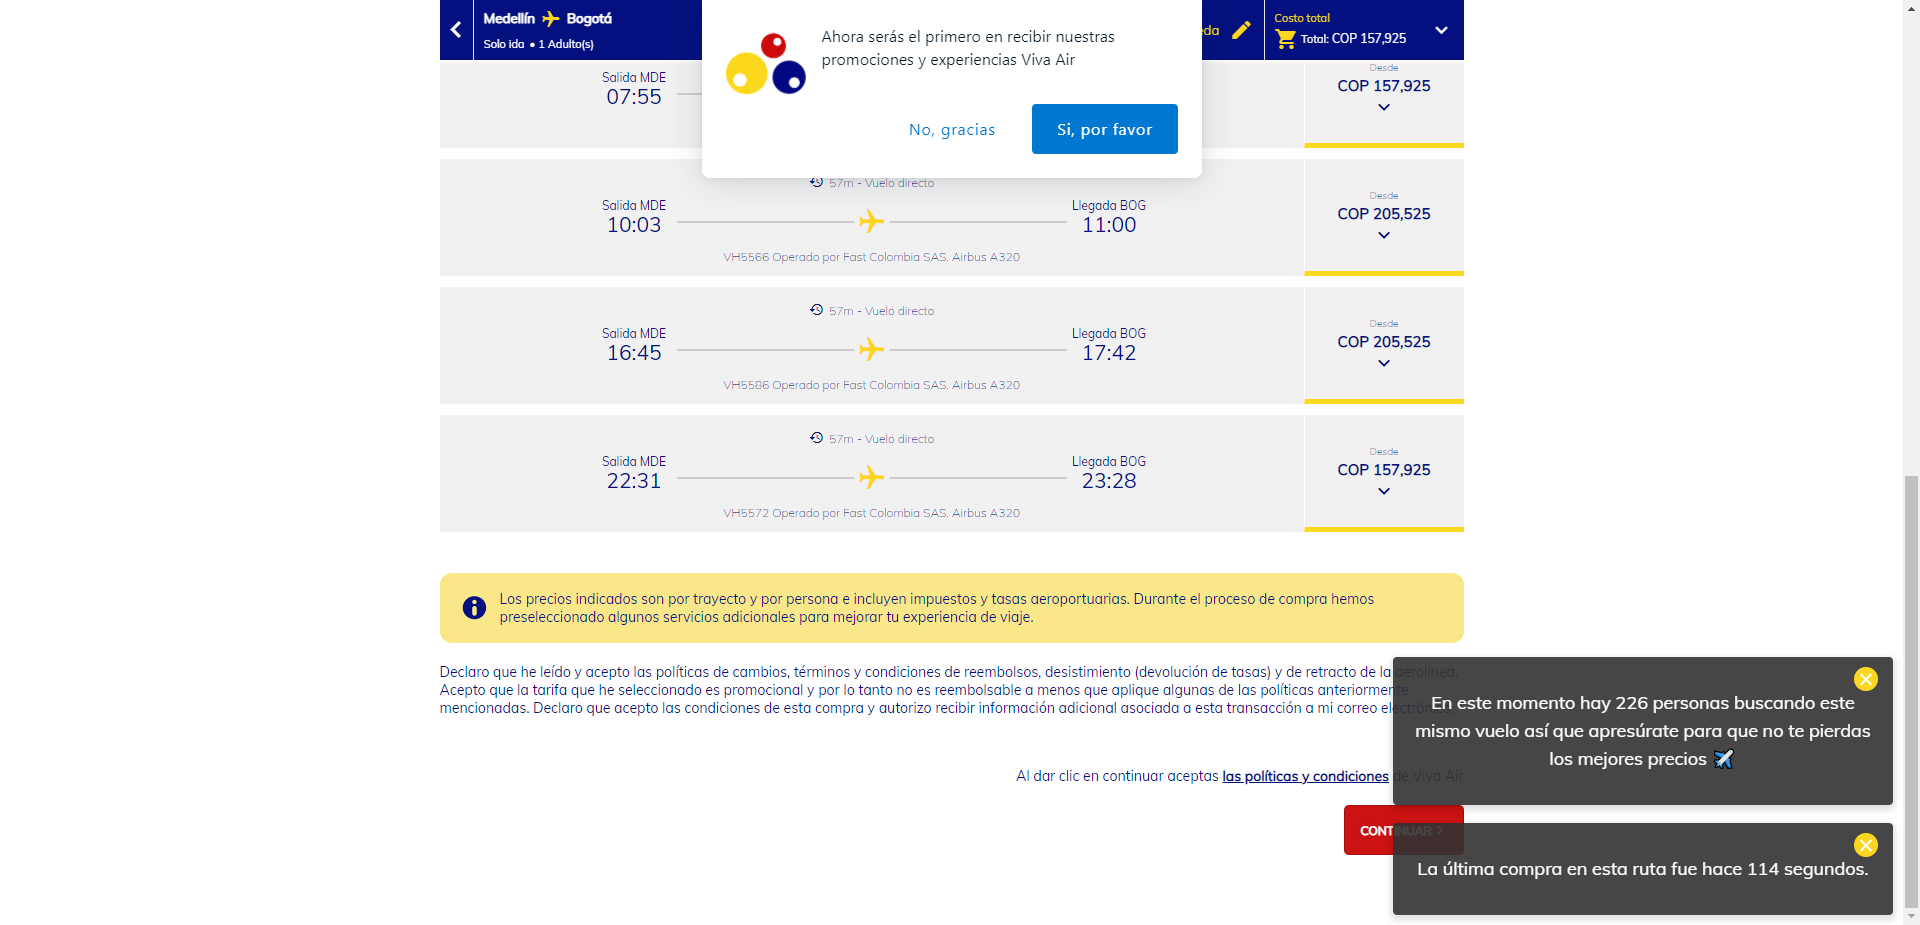 Medellín Bogotá
Solo ida • 1 Adulto(s)
Ahora serás el primero en recibir nuestras
promociones y experiencias Viva Air
No, gracias
Si, por favor
Costo total
Total: COP 157,925
Salida MDE
07:55
Desde
COP 157,925
57m - Vuelo directo
Salida MDE
10:03
Llegada BOG
11:00
VH5566 Operado por Fast Colombia SAS. Airbus A320
Desde
COP 205,525
57m - Vuelo directo
Salida MDE
16:45
Llegada BOG
17:42
VH5586 Operado por Fast Colombia SAS. Airbus A320
Desde
COP 205,525
57m - Vuelo directo
Salida MDE
22:31
Llegada BOG
23:28
VH5572 Operado por Fast Colombia SAS. Airbus A320
Desde
COP 157,925
Los precios indicados son por trayecto y por persona e incluyen impuestos y tasas aeroportuarias. Durante el proceso de compra hemos
preseleccionado algunos servicios adicionales para mejorar tu experiencia de viaje.
Declaro que he leído y acepto las políticas de cambios, términos y condiciones de reembolsos, desistimiento (devolución de tasas) y de retracto de la aerolínea.
Acepto que la tarifa que he seleccionado es promocional y por lo tanto no es reembolsable a menos que aplique algunas de las políticas anteriormente
mencionadas. Declaro que acepto las condiciones de esta compra y autorizo recibir información adicional asociada a esta transacción a mi correo electrónico.
Al dar clic en continuar aceptas las políticas y condiciones de Viva Air
CONTINUAR >
En este momento hay 226 personas buscando este
mismo vuelo así que apresúrate para que no te pierdas
los mejores precios
La última compra en esta ruta fue hace 114 segundos.